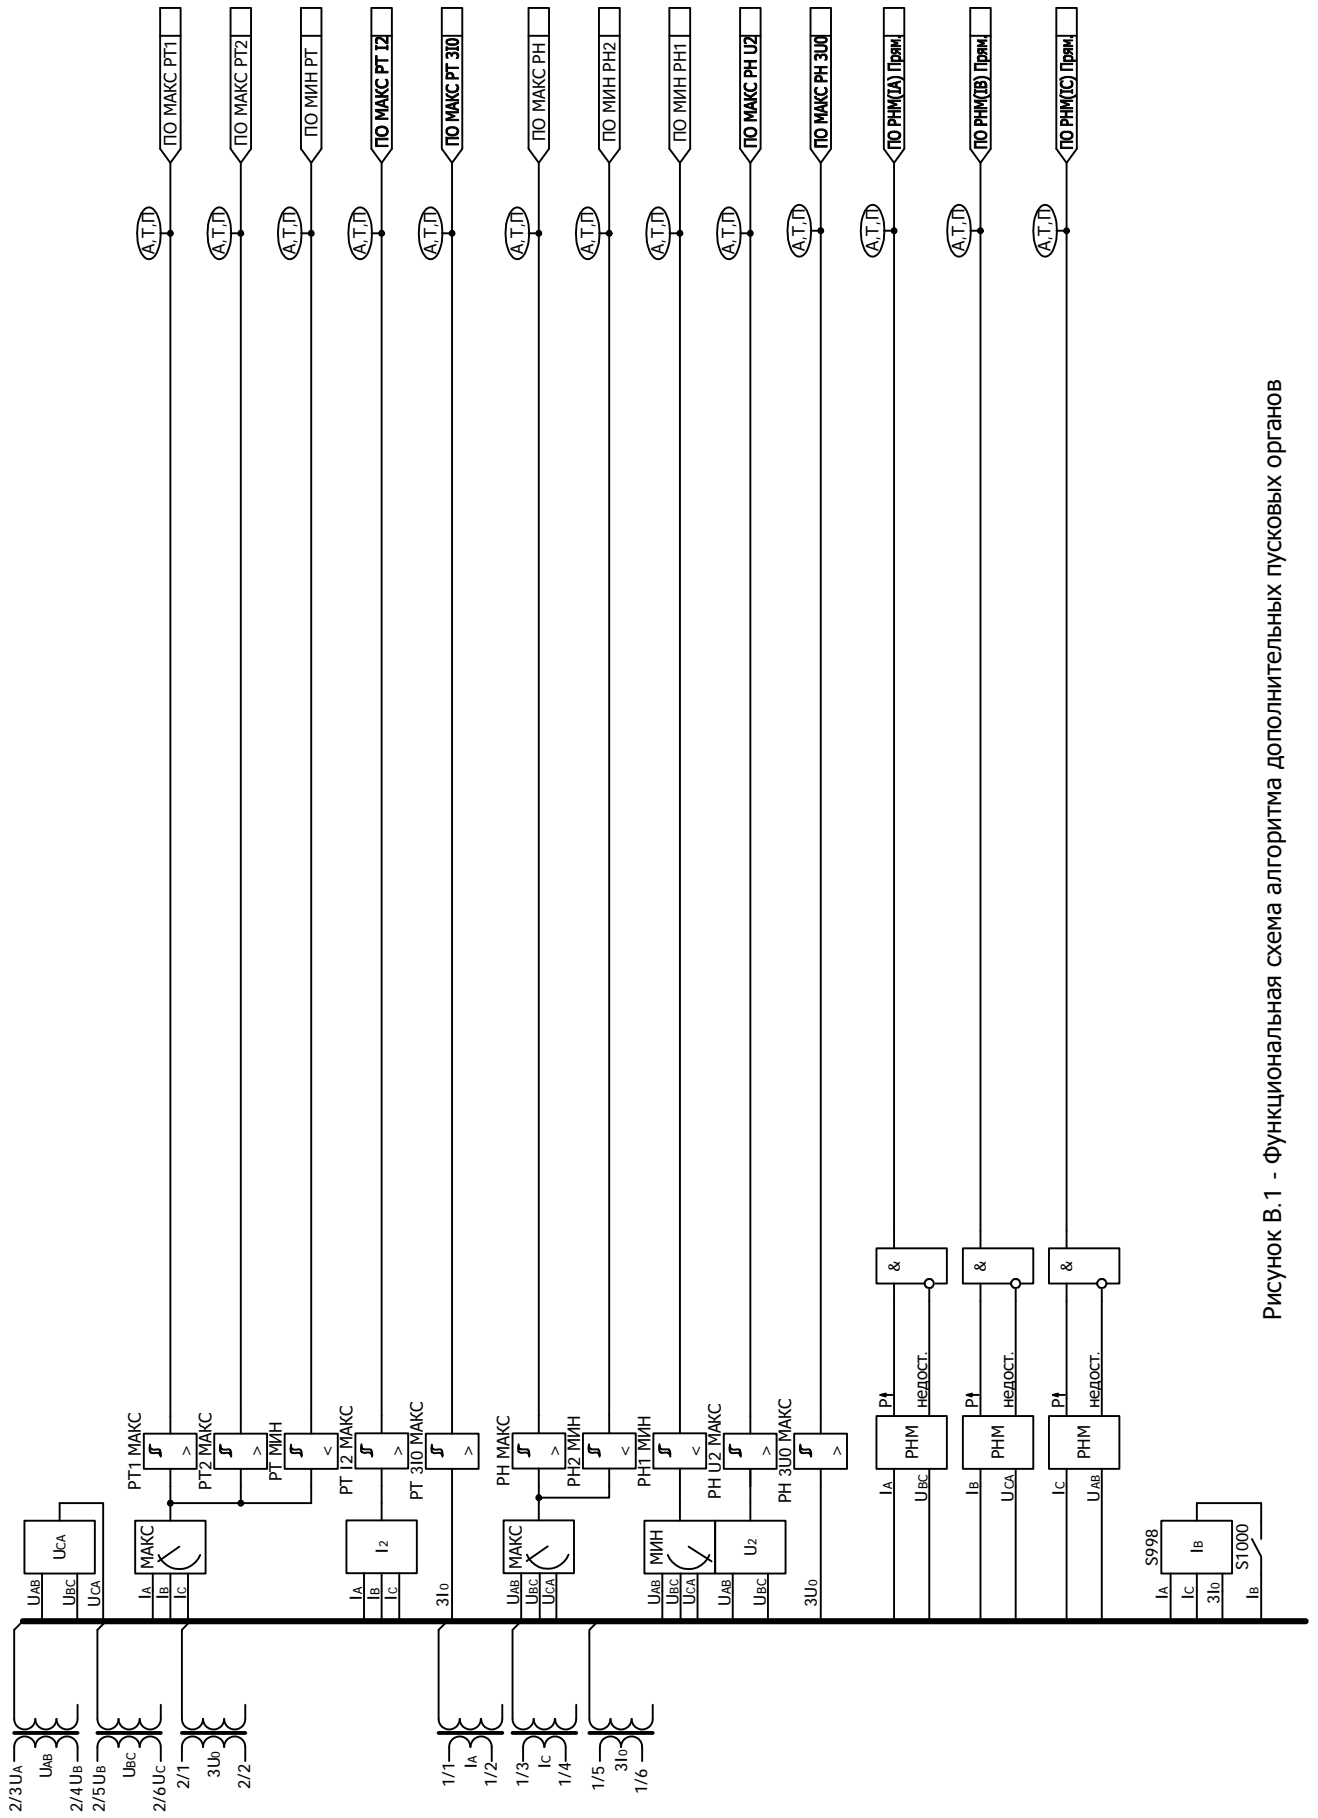 2/3 UA
UAB
2/4 UB
2/5 UB
UBC
2/6 UC
2/1
3U0
2/2
1/1
IA
1/2
1/3
IC
1/4
1/5
3I0
1/6
UAB
UBC
UCA
UCA
IA
IB
IC
МАКС
РТ1 МАКС
>
А,Т,П
ПО МАКС РТ1
РТ2 МАКС
>
А,Т,П
ПО МАКС РТ2
РТ МИН
<
А,Т,П
ПО МИН РТ
IA
IB
IC
I2
РТ I2 МАКС
>
А,Т,П
ПО МАКС РТ I2
3I0
РТ 3I0 МАКС
>
А,Т,П
ПО МАКС РТ 3I0
UAB
UBC
UCA
МАКС
РН МАКС
>
А,Т,П
ПО МАКС РН
РН2 МИН
<
А,Т,П
ПО МИН РН2
UAB
UBC
UCA
МИН
РН1 МИН
<
А,Т,П
ПО МИН РН1
UAB
UBC
U2
РН U2 МАКС
>
А,Т,П
ПО МАКС РН U2
3U0
РН 3U0 МАКС
>
А,Т,П
ПО МАКС РН 3U0
IA
UBC
РНМ
P
недост.
&
А,Т,П
ПО РНМ(IA) Прям.
IB
UCA
РНМ
P
недост.
&
А,Т,П
ПО РНМ(IB) Прям.
IC
UAB
РНМ
P
недост.
&
А,Т,П
ПО РНМ(IC) Прям.
S998
IA
IC
3I0
IB
S1000
IB
Рисунок В.1 - Функциональная схема алгоритма дополнительных пусковых органов